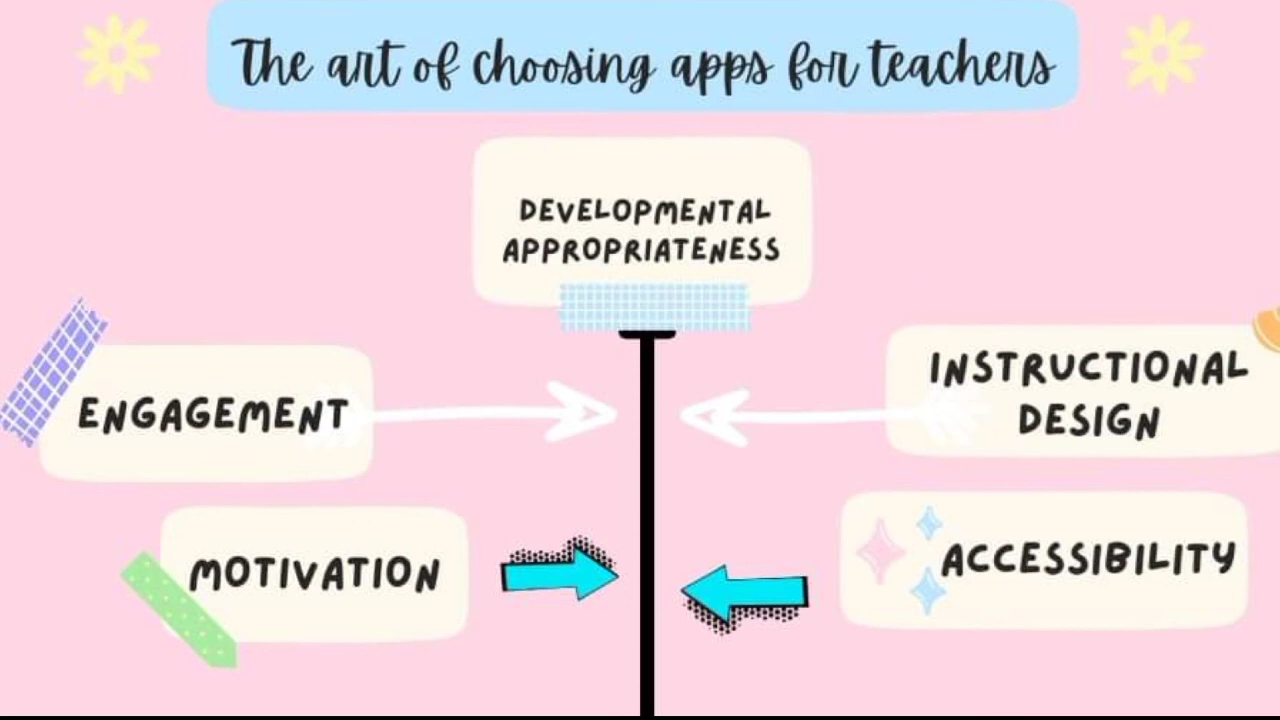 The art of choosing apps for teachers
DEVELOPMENTAL
APPROPRIATENESS
ENGAGEMENT
INSTRUCTIONAL
DESIGN
MOTIVATION
ACCESSIBILITY